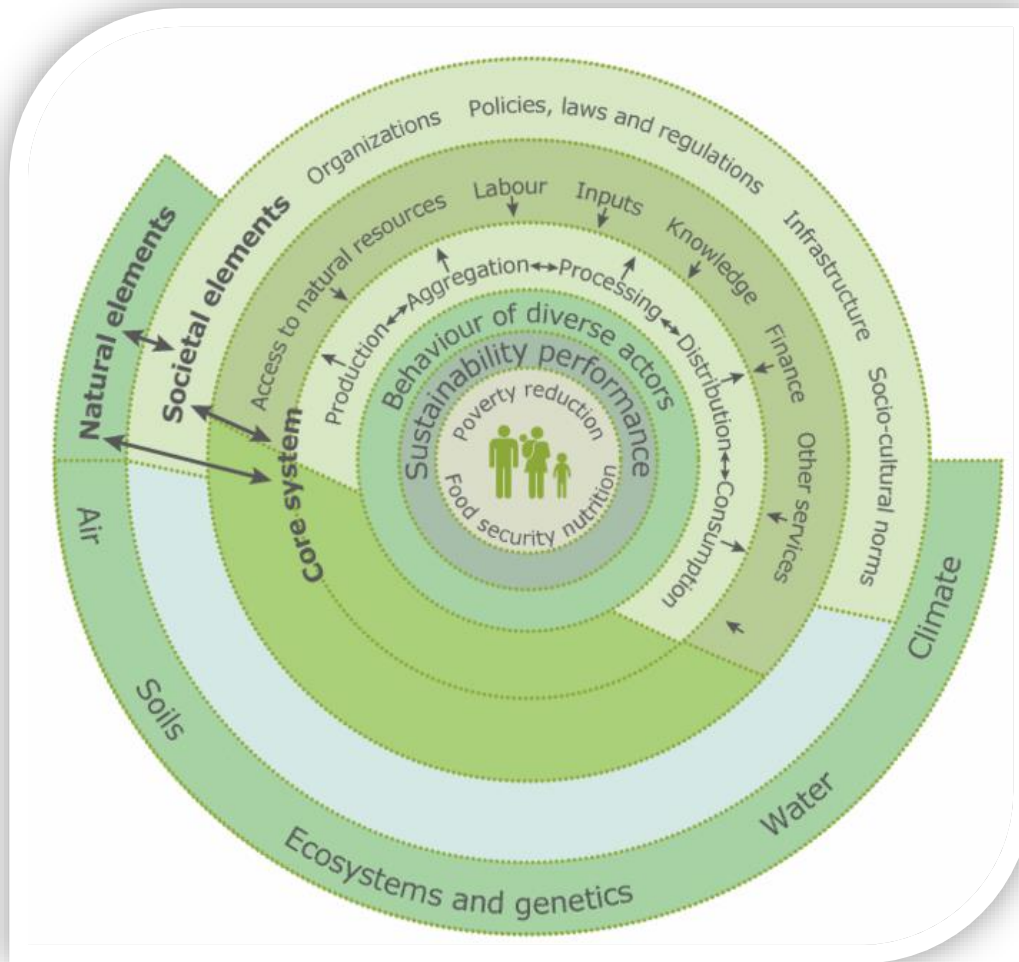 Policies, laws and regulations
Organizations
Infrastructure
Socio-cultural norms
Societal elements
Natural elements
Access to natural resources
Labour
Inputs
Knowledge
Finance
Other services
Production
Aggregation
Processing
Distribution
Consumption
Core system
Behaviour of diverse actors
Sustainability performance
Poverty reduction
Food security nutrition
Air
Soils
Ecosystems and genetics
Water
Climate